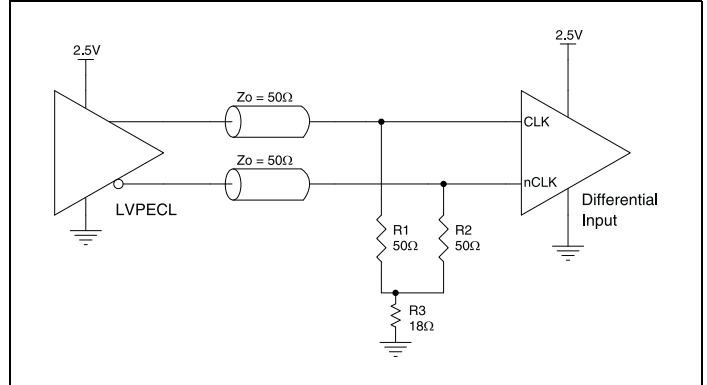 2.5V
2.5V
Zo = 50Ω
CLK
Zo = 50Ω
nCLK
LVPECL
Differential
Input
R1
50Ω
R2
50Ω
R3
18Ω